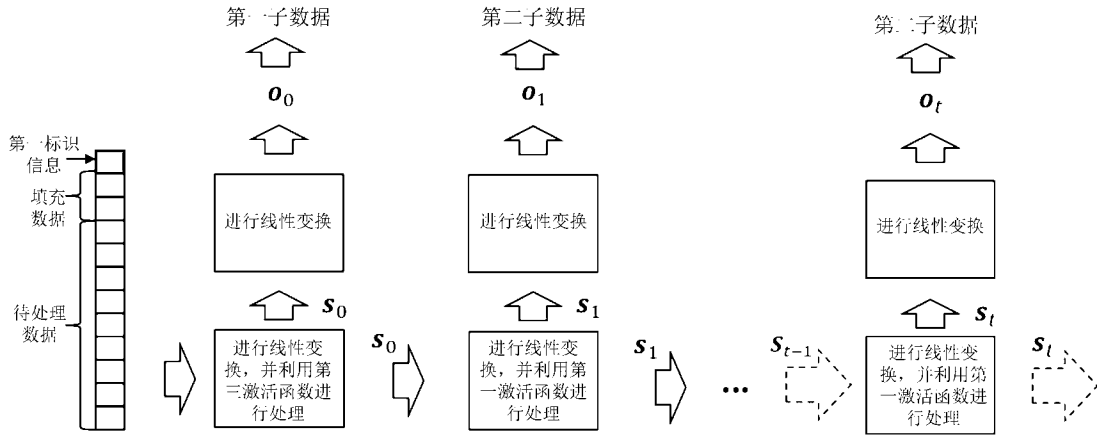 第一子数据
第二子数据
第二子数据
o₀
o₁
oₜ
第一标识
信息
填充
数据
待处理
数据
进行线性变换
进行线性变换
进行线性变换
s₀
s₁
sₜ
进行线性变
换，并利用第
三激活函数进
行处理
s₀
进行线性变
换，并利用第
一激活函数进
行处理
s₁
...
sₜ₋₁
进行线性变
换，并利用第
一激活函数进
行处理
sₜ